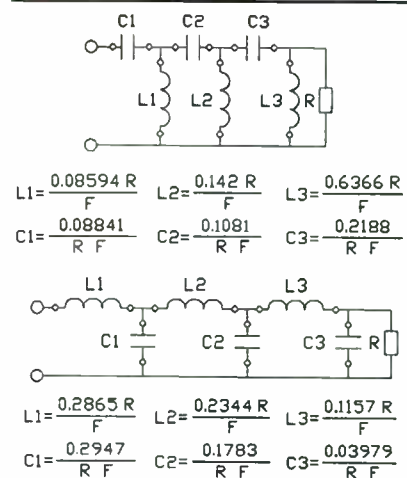 C1 C2 C3
L1 L2 L3 R
L1=0.08594 R/F L2=0.142 R/F L3=0.6366 R/F
C1=0.08841/R F C2=0.1081/R F C3=0.2188/R F
L1 L2 L3
C1 C2 C3 R
L1=0.2865 R/F L2=0.2344 R/F L3=0.1157 R/F
C1=0.2947/R F C2=0.1783/R F C3=0.03979/R F